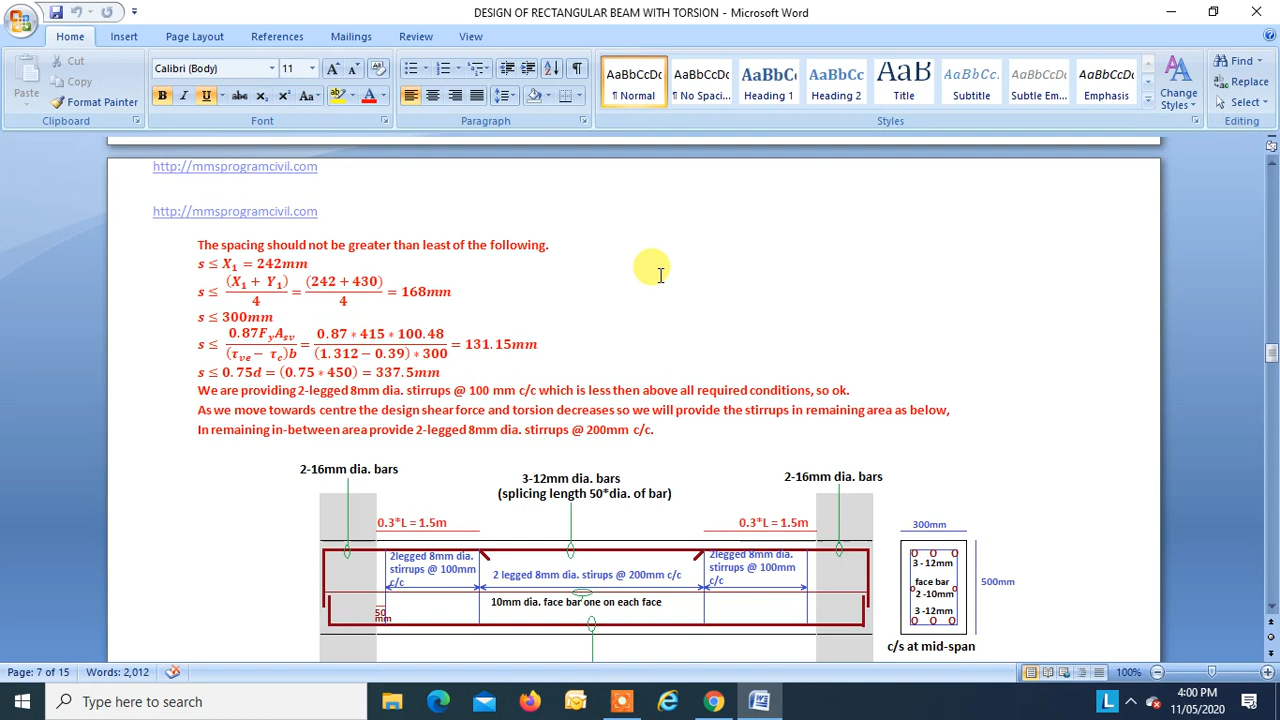 DESIGN OF RECTANGULAR BEAM WITH TORSION - Microsoft Word
Home Insert Page Layout References Mailings Review View
Paste
Cut
Copy
Format Painter
Clipboard
Calibri (Body) 11
Font
Paragraph
AaBbCcDc AaBbCcDc AaBbCc AaBbCc AaB AaBbCc. AaBbCcDc AaBbCcDc
¶ Normal ¶ No Spaci... Heading 1 Heading 2 Title Subtitle Subtle Em... Emphasis
Change Styles
Styles
Find
Replace
Select
Editing
http://mmsprogramcivil.com
http://mmsprogramcivil.com
The spacing should not be greater than least of the following.
s ≤ X₁ = 242mm
s ≤ (X₁ + Y₁)/4 = (242 + 430)/4 = 168mm
s ≤ 300mm
s ≤ 0.87FyAsv/(τve − τc)b = 0.87 * 415 * 100.48/(1.312 − 0.39) * 300 = 131.15mm
s ≤ 0.75d = (0.75 * 450) = 337.5mm
We are providing 2-legged 8mm dia. stirrups @ 100 mm c/c which is less then above all required conditions, so ok.
As we move towards centre the design shear force and torsion decreases so we will provide the stirrups in remaining area as below,
In remaining in-between area provide 2-legged 8mm dia. stirrups @ 200mm c/c.
2-16mm dia. bars
3-12mm dia. bars
(splicing length 50*dia. of bar)
2-16mm dia. bars
0.3*L = 1.5m
0.3*L = 1.5m
300mm
2legged 8mm dia.
stirrups @ 100mm
c/c
2 legged 8mm dia. stirups @ 200mm c/c
2legged 8mm dia.
stirrups @ 100mm
c/c
10mm dia. face bar one on each face
50
mm
3 - 12mm
face bar
2 -10mm
3 -12mm
500mm
c/s at mid-span
Page: 7 of 15 Words: 2,012
100%
Type here to search
4:00 PM
11/05/2020